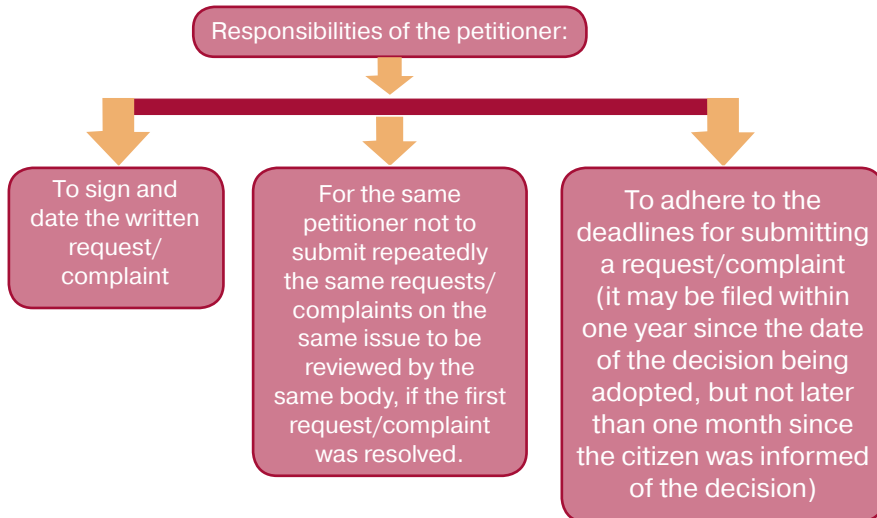 Responsibilities of the petitioner:
To sign and
date the written
request/
complaint
For the same
petitioner not to
submit repeatedly
the same requests/
complaints on the
same issue to be
reviewed by the
same body, if the first
request/complaint
was resolved.
To adhere to the
deadlines for submitting
a request/complaint
(it may be filed within
one year since the date
of the decision being
adopted, but not later
than one month since
the citizen was informed
of the decision)